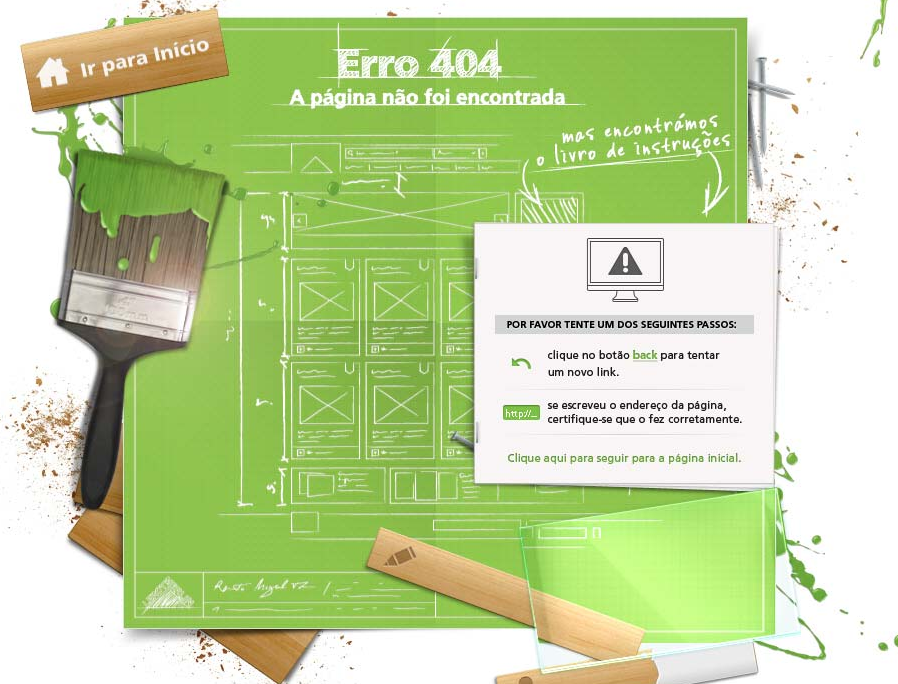 Ir para Início
Erro 404
A página não foi encontrada
mas encontrámos
o livro de instruções
POR FAVOR TENTE UM DOS SEGUINTES PASSOS:
clique no botão back para tentar
um novo link.
http://...
se escreveu o endereço da página,
certifique-se que o fez corretamente.
Clique aqui para seguir para a página inicial.